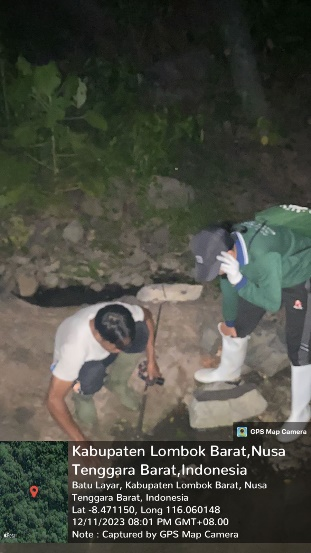 GPS Map Camera
Kabupaten Lombok Barat,Nusa
Tenggara Barat,Indonesia
Batu Layar, Kabupaten Lombok Barat, Nusa
Tenggara Barat, Indonesia
Lat -8.471150, Long 116.060148
12/11/2023 08:01 PM GMT+08.00
Note : Captured by GPS Map Camera